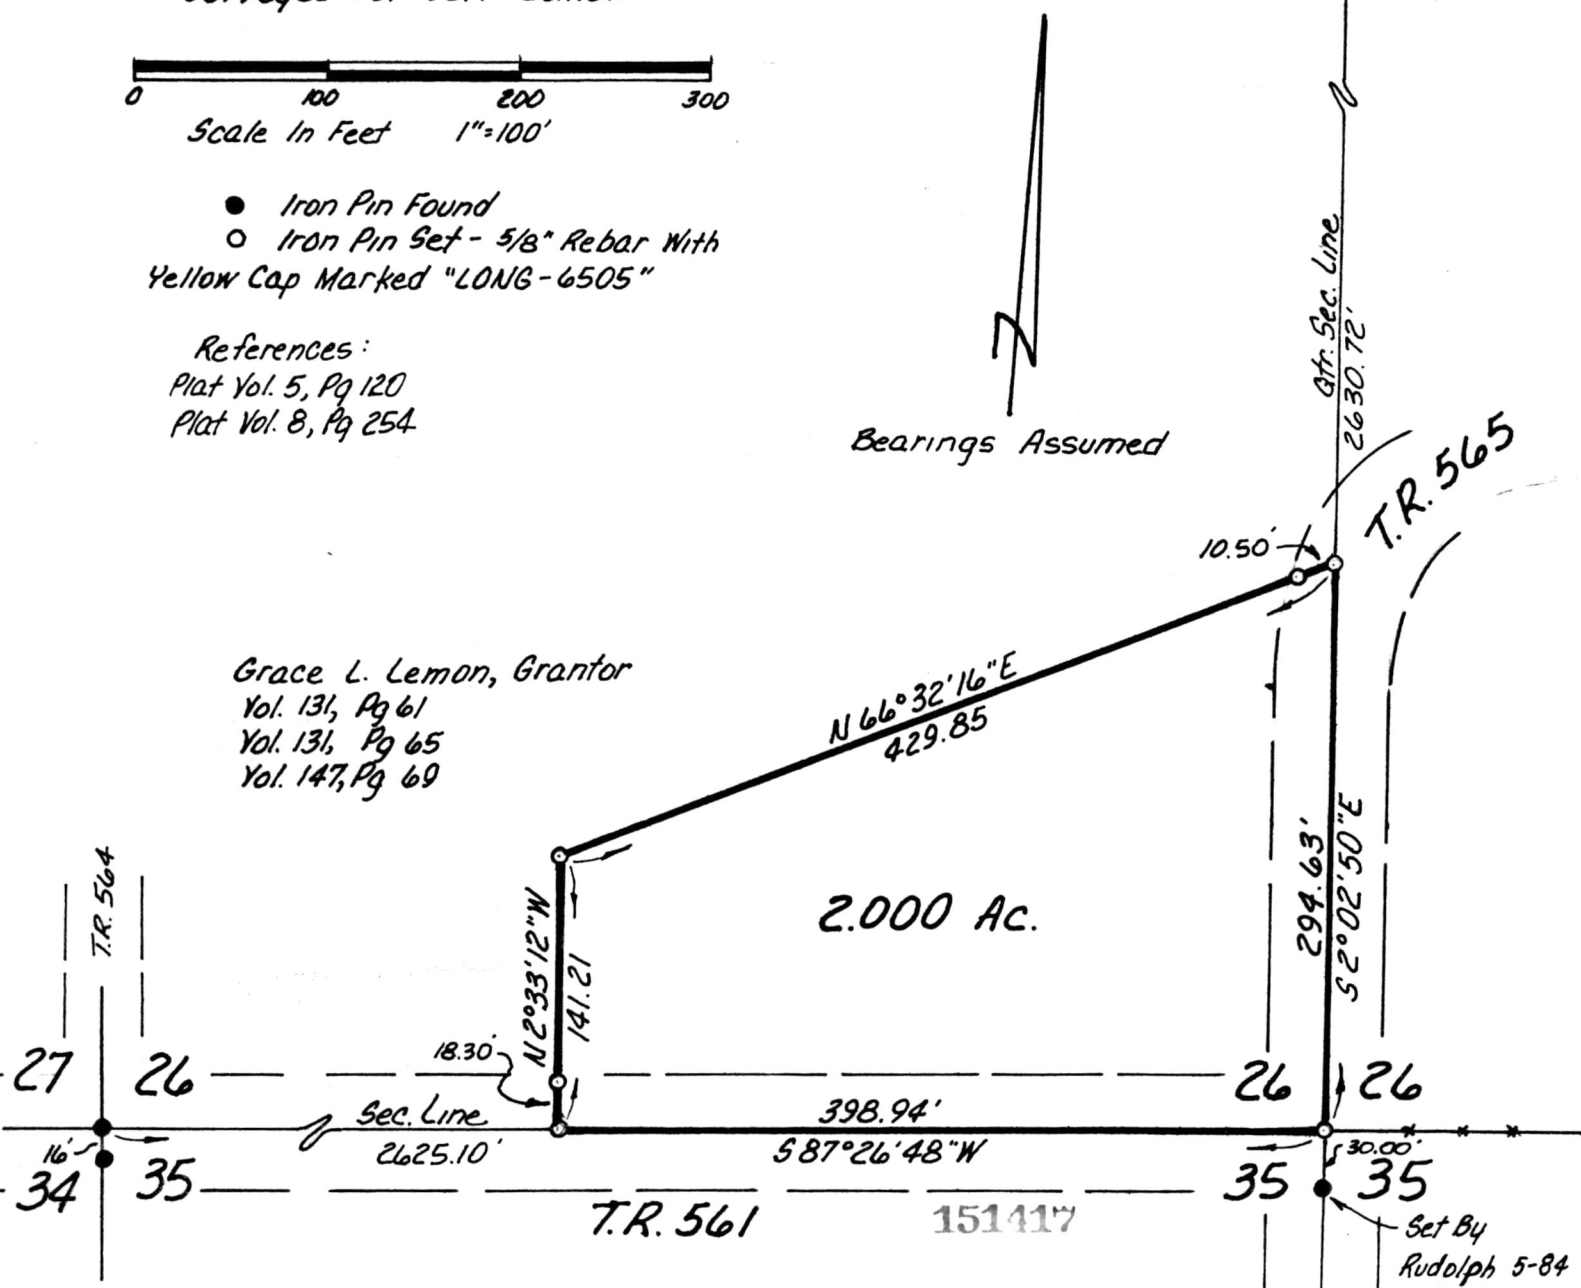 0 100 200 300
Scale In Feet 1"=100'
Iron Pin Found
Iron Pin Set - 5/8" Rebar With
Yellow Cap Marked "LONG-6505"
References:
Plat Vol. 5, Pg 120
Plat Vol. 8, Pg 254
N
Bearings Assumed
Qtr. Sec. Line
2630.72'
T.R. 565
10.50'
Grace L. Lemon, Grantor
Vol. 131, Pg 61
Vol. 131, Pg 65
Vol. 147, Pg 69
N 66°32'16"E
429.85
2.000 Ac.
294.63'
S 2°02'50"E
T.R. 564
N 2°33'12"W
141.21
18.30'
27 26
26 26
Sec. Line
2625.10'
398.94'
S 87°26'48"W
16'
30.00'
34 35
35 35
T.R. 561
151417
Set By
Rudolph 5-84